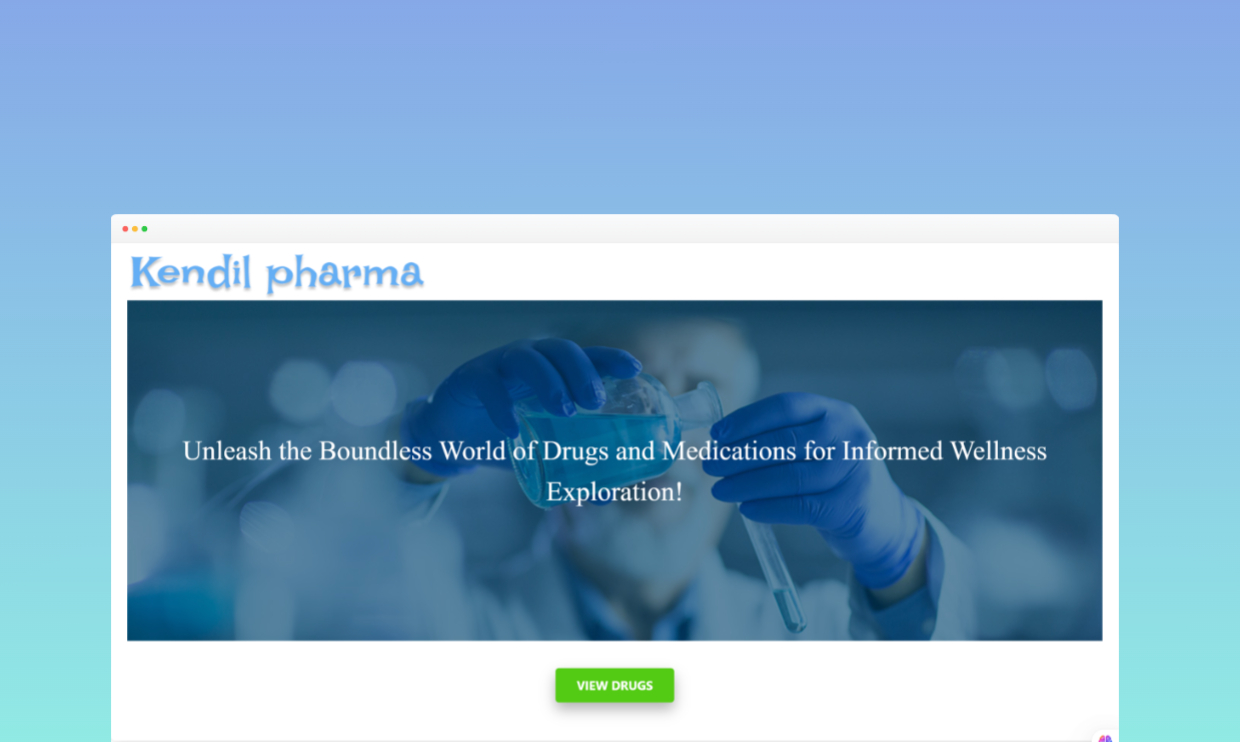 Kendil pharma
Unleash the Boundless World of Drugs and Medications for Informed Wellness
Exploration!
VIEW DRUGS